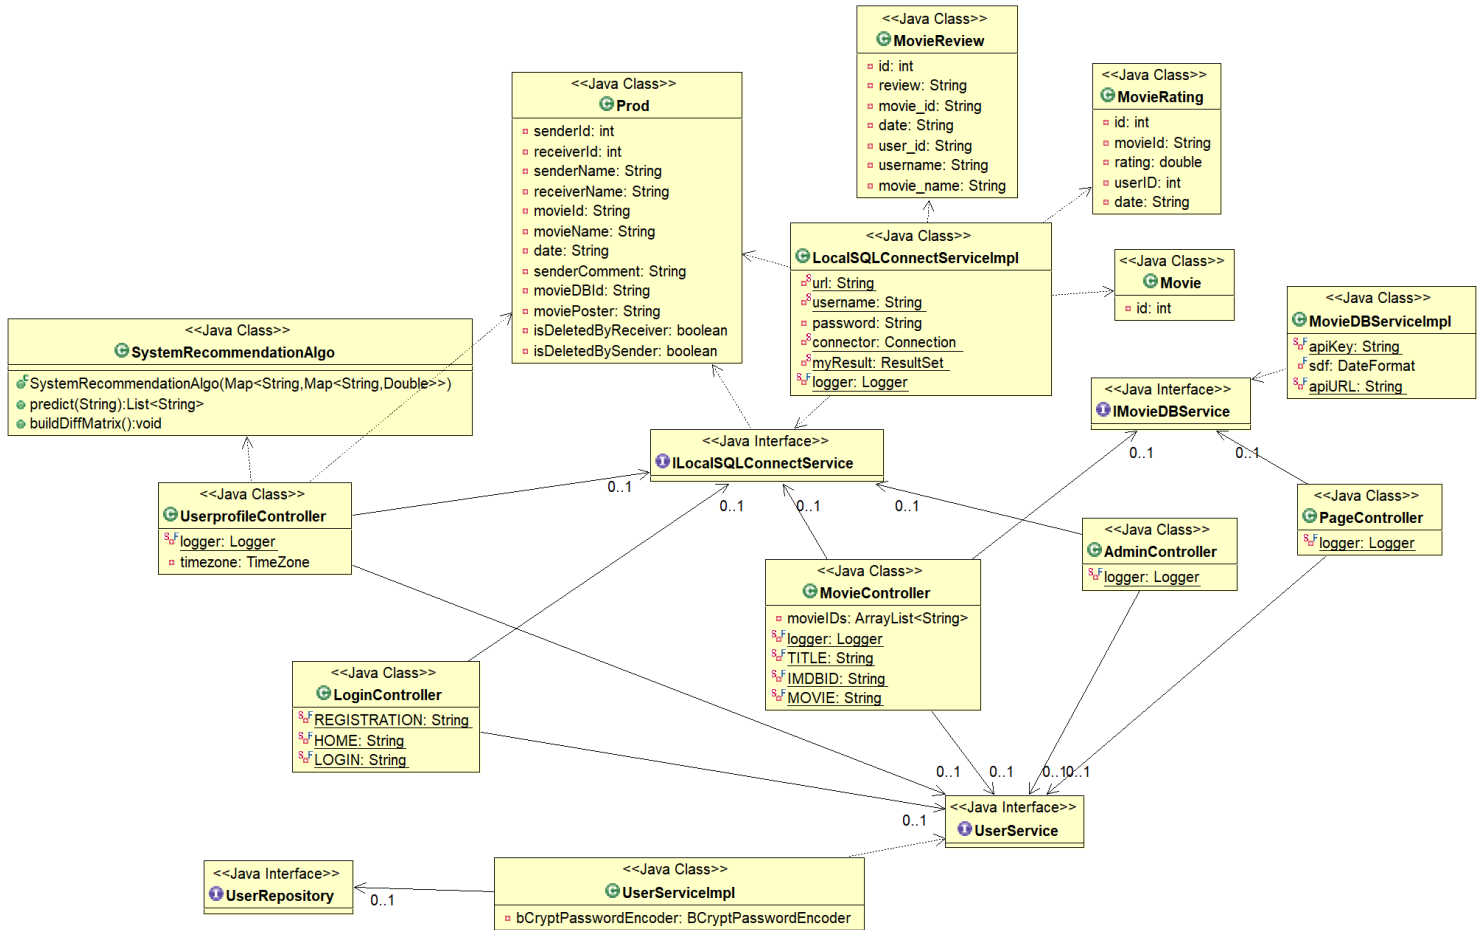 <<Java Class>>
MovieReview
id: int
review: String
movie_id: String
date: String
user_id: String
username: String
movie_name: String
<<Java Class>>
MovieRating
id: int
movieId: String
rating: double
userID: int
date: String
<<Java Class>>
Prod
senderId: int
receiverId: int
senderName: String
receiverName: String
movieId: String
movieName: String
date: String
senderComment: String
movieDBId: String
moviePoster: String
isDeletedByReceiver: boolean
isDeletedBySender: boolean
<<Java Class>>
LocalSQLConnectServiceImpl
url: String
username: String
password: String
connector: Connection
myResult: ResultSet
logger: Logger
<<Java Class>>
Movie
id: int
<<Java Class>>
MovieDBServiceImpl
apiKey: String
sdf: DateFormat
apiURL: String
<<Java Class>>
SystemRecommendationAlgo
SystemRecommendationAlgo(Map<String,Map<String,Double>>)
predict(String):List<String>
buildDiffMatrix():void
<<Java Interface>>
IMovieDBService
0..1
0..1
<<Java Interface>>
ILocalSQLConnectService
0..1
0..1
0..1
0..1
<<Java Class>>
UserprofileController
logger: Logger
timezone: TimeZone
<<Java Class>>
PageController
logger: Logger
<<Java Class>>
AdminController
logger: Logger
<<Java Class>>
MovieController
movieIDs: ArrayList<String>
logger: Logger
TITLE: String
IMDBID: String
MOVIE: String
<<Java Class>>
LoginController
REGISTRATION: String
HOME: String
LOGIN: String
0..1
0..1
0..1
0..1
0..1
<<Java Interface>>
UserService
<<Java Interface>>
UserRepository
0..1
<<Java Class>>
UserServiceImpl
bCryptPasswordEncoder: BCryptPasswordEncoder